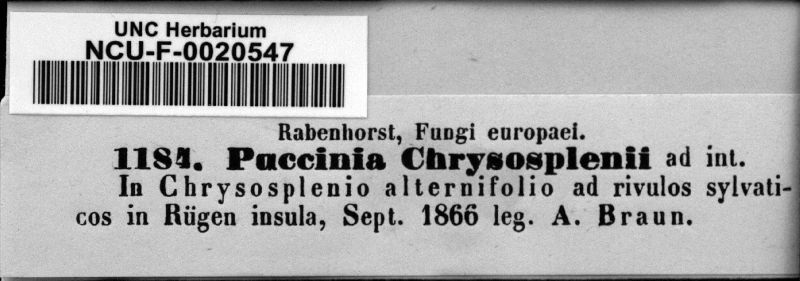 UNC Herbarium
NCU-F-0020547
Rabenhorst, Fungi europaei.
1184. Puccinia Chrysosplenii ad int.
In Chrysosplenio alternifolio ad rivulos sylvati-
cos in Rügen insula, Sept. 1866 leg. A. Braun.